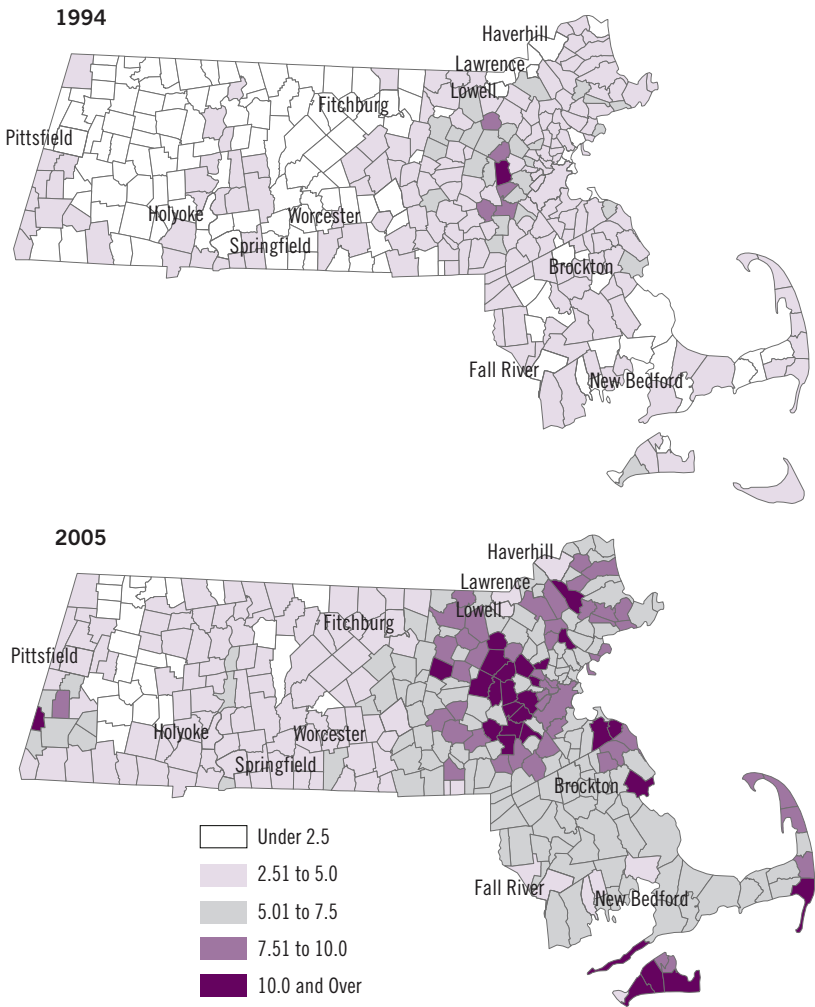 1994
Haverhill
Lawrence
Lowell
Fitchburg
Pittsfield
Holyoke
Worcester
Springfield
Brockton
Fall River
New Bedford
2005
Haverhill
Lawrence
Lowell
Fitchburg
Pittsfield
Holyoke
Worcester
Springfield
Brockton
Under 2.5
2.51 to 5.0
Fall River
New Bedford
5.01 to 7.5
7.51 to 10.0
10.0 and Over